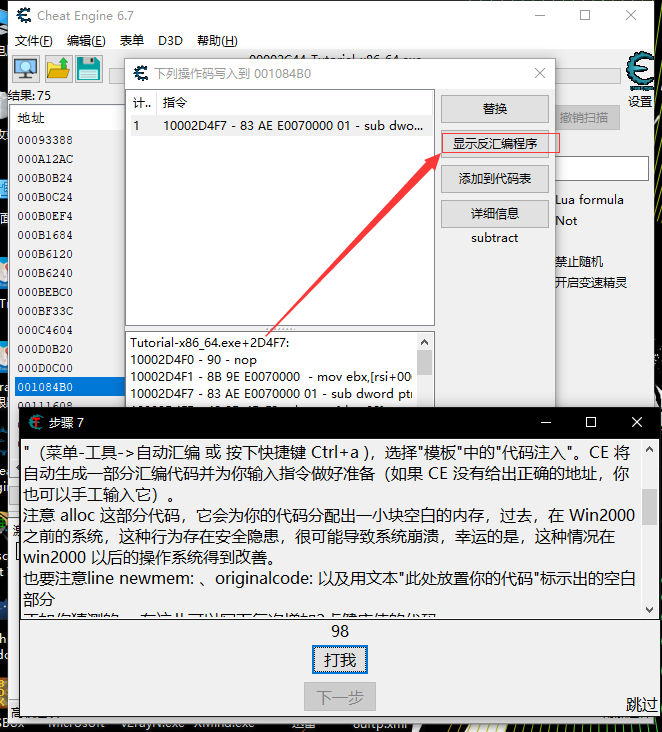 Cheat Engine 6.7
文件(F) 编辑(E) 表单 D3D 帮助(H)
结果: 75
地址
00093388
000A12AC
000B0B24
000B0C24
000B0EF4
000B1684
000B6120
000B6240
000BEBC0
000BF33C
000C4604
000D0B20
000D0C00
001084B0
设置
撤销扫描
Lua formula
Not
禁止随机
开启变速精灵
下列操作码写入到 001084B0
计.. 指令
1 10002D4F7 - 83 AE E0070000 01 - sub dwo...
替换
显示反汇编程序
添加到代码表
详细信息
subtract
Tutorial-x86_64.exe+2D4F7:
10002D4F0 - 90 - nop
10002D4F1 - 8B 9E E0070000 - mov ebx,[rsi+00
10002D4F7 - 83 AE E0070000 01 - sub dword ptr
步骤 7
"（菜单-工具->自动汇编 或 按下快捷键 Ctrl+a )，选择"模板"中的"代码注入"。CE 将
自动生成一部分汇编代码并为你输入指令做好准备（如果 CE 没有给出正确的地址，你
也可以手工输入它）。
注意 alloc 这部分代码，它会为你的代码分配出一小块空白的内存，过去，在 Win2000
之前的系统，这种行为存在安全隐患，很可能导致系统崩溃，幸运的是，这种情况在
win2000 以后的操作系统得到改善。
也要注意line newmem: 、originalcode: 以及用文本"此处放置你的代码"标示出的空白
部分
98
打我
下一步
跳过